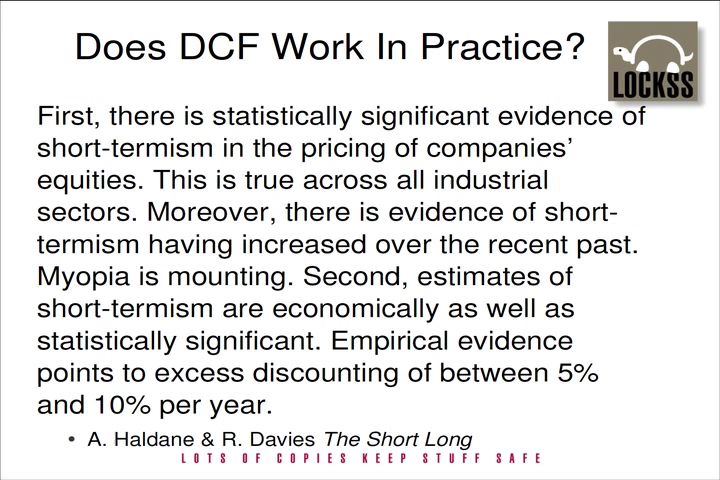 Does DCF Work In Practice?
LOCKSS
First, there is statistically significant evidence of
short-termism in the pricing of companies’
equities. This is true across all industrial
sectors. Moreover, there is evidence of short-
termism having increased over the recent past.
Myopia is mounting. Second, estimates of
short-termism are economically as well as
statistically significant. Empirical evidence
points to excess discounting of between 5%
and 10% per year.
• A. Haldane & R. Davies The Short Long
LOTS OF COPIES KEEP STUFF SAFE